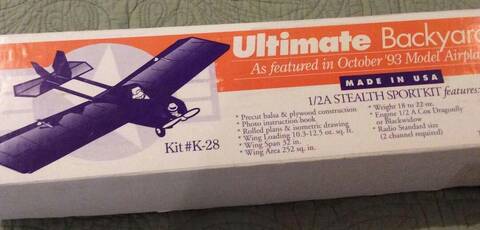 Ultimate Backyard
As featured in October '93 Model Airpla
MADE IN USA
1/2A STEALTH SPORT KIT features:
• Precut balsa & plywood construction
• Photo instruction book
• Rolled plans & isometric drawing
• Wing Loading 10.3-12.5 oz. sq. ft.
• Wing Span 52 in.
• Wing Area 252 sq. in.
• Weight 18 to 22 oz.
• Engine 1/2 A Cox Dragonfly
or Blackwidow
• Radio Standard size
(2 channel required)
Kit #K-28